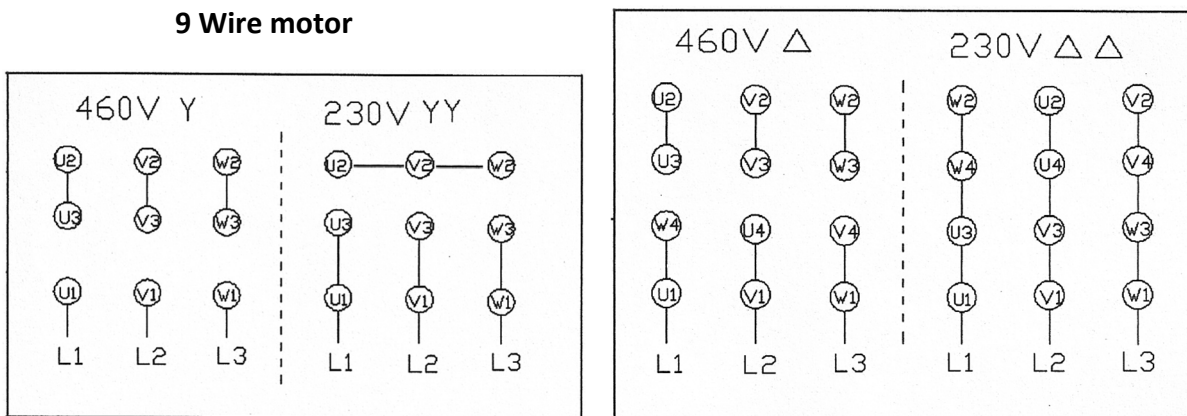 9 Wire motor
460V Y
230V YY
U2 V2 W2
U2 V2 W2
U3 V3 W3
U3 V3 W3
U1 V1 W1
U1 V1 W1
L1 L2 L3
L1 L2 L3
460V △
230V △ △
U2 V2 W2
W2 U2 V2
U3 V3 W3
W4 U4 V4
W4 U4 V4
U3 V3 W3
U1 V1 W1
U1 V1 W1
L1 L2 L3
L1 L2 L3